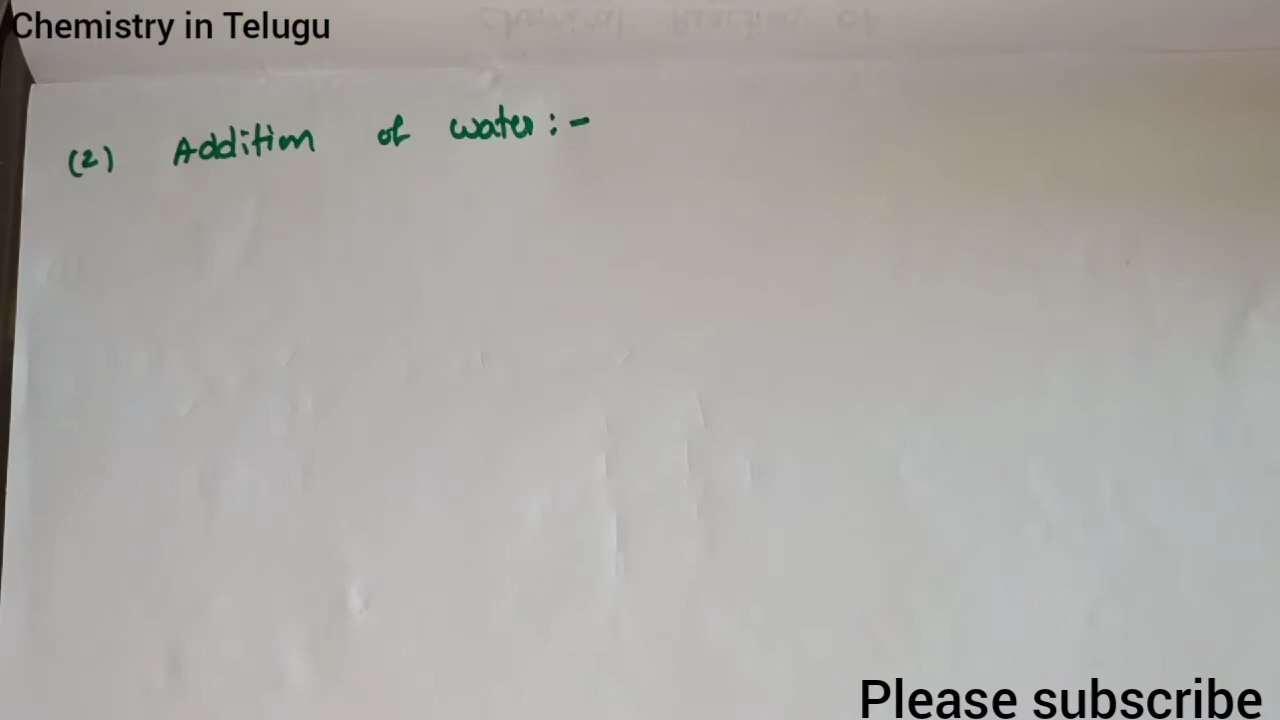 Chemistry in Telugu
(2) Addition of water :-
Please subscribe